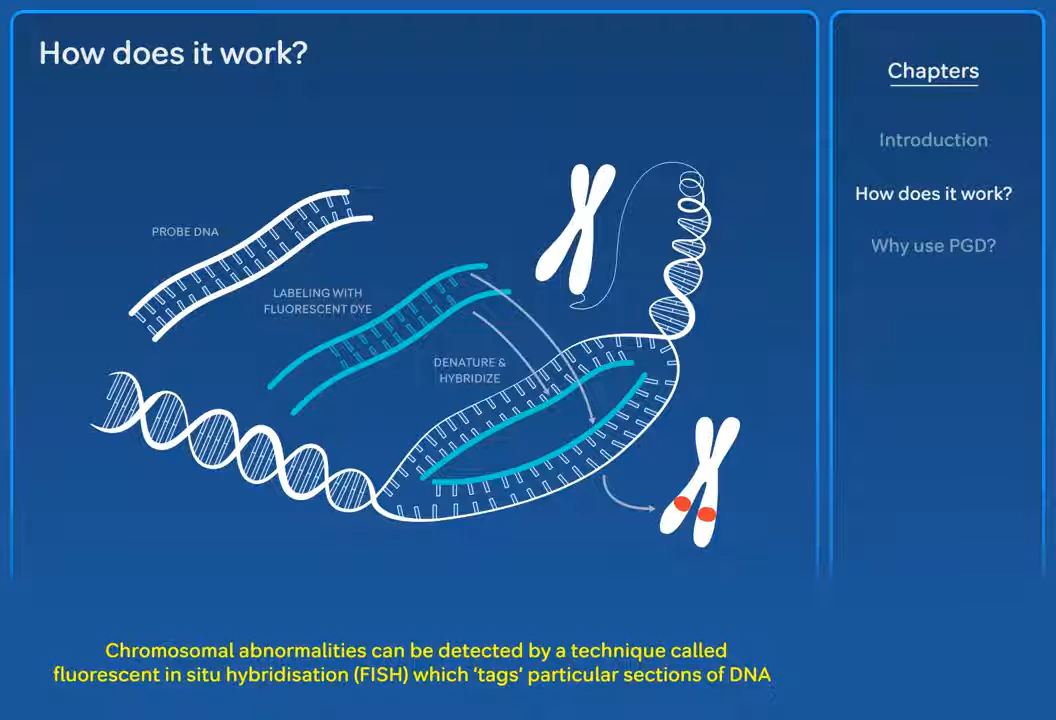 How does it work?
PROBE DNA
LABELING WITH
FLUORESCENT DYE
DENATURE &
HYBRIDIZE
Chromosomal abnormalities can be detected by a technique called
fluorescent in situ hybridisation (FISH) which ‘tags’ particular sections of DNA
Chapters
Introduction
How does it work?
Why use PGD?